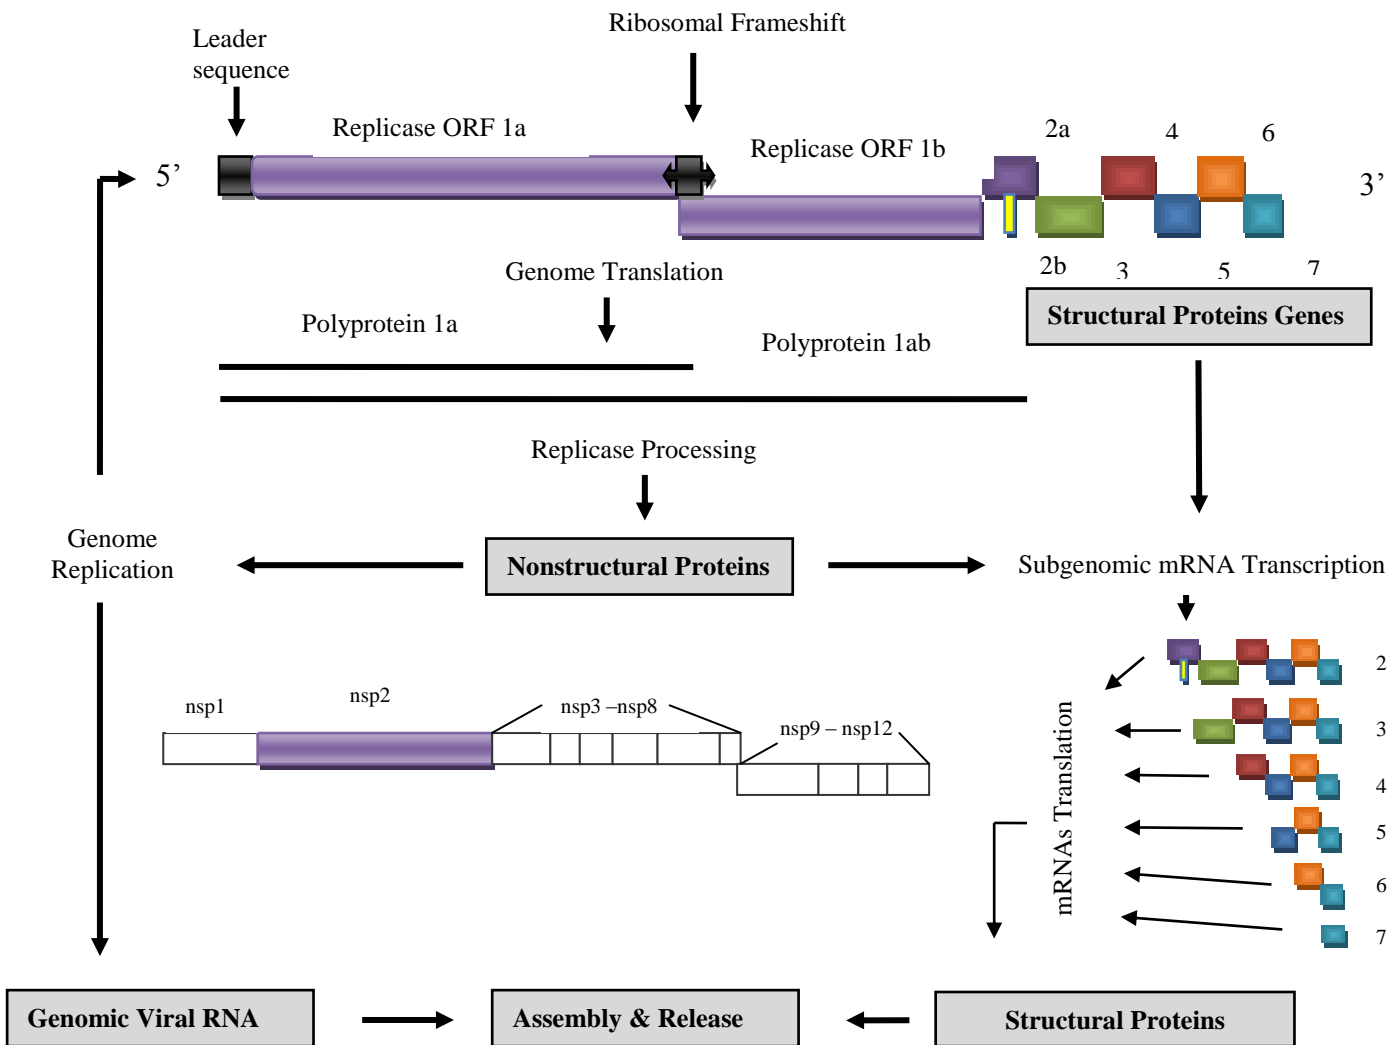 Ribosomal Frameshift
Leader
sequence
Replicase ORF 1a
Replicase ORF 1b
2a
4
6
5’
3’
2b
3
5
7
Genome Translation
Structural Proteins Genes
Polyprotein 1a
Polyprotein 1ab
Replicase Processing
Genome
Replication
Nonstructural Proteins
Subgenomic mRNA Transcription
nsp1
nsp2
nsp3 –nsp8
nsp9 – nsp12
mRNAs Translation
2
3
4
5
6
7
Genomic Viral RNA
Assembly & Release
Structural Proteins